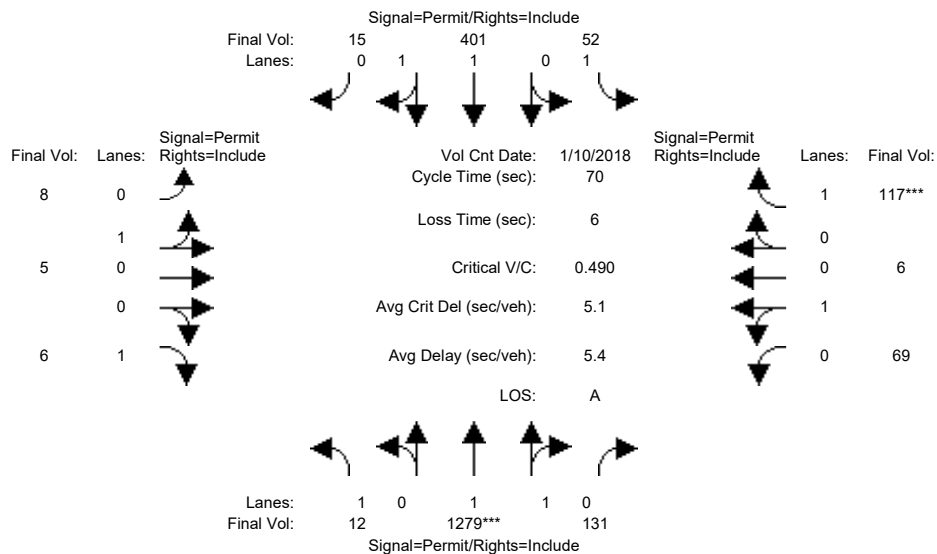 Signal=Permit/Rights=Include
Final Vol: 15 401 52
Lanes: 0 1 1 0 1
Signal=Permit
Final Vol: Lanes: Rights=Include
Vol Cnt Date: 1/10/2018
Signal=Permit
Rights=Include Lanes: Final Vol:
Cycle Time (sec): 70
8 0
1 117***
Loss Time (sec): 6
1
0
5 0
Critical V/C: 0.490
0 6
0
Avg Crit Del (sec/veh): 5.1
1
6 1
Avg Delay (sec/veh): 5.4
0 69
LOS: A
Lanes: 1 0 1 1 0
Final Vol: 12 1279*** 131
Signal=Permit/Rights=Include